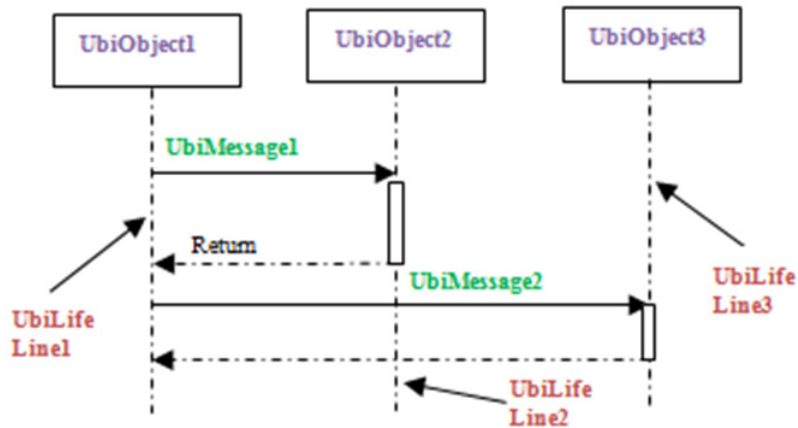 UbiObject1
UbiObject2
UbiObject3
UbiMessage1
Return
UbiMessage2
UbiLife
Line3
UbiLife
Line1
UbiLife
Line2